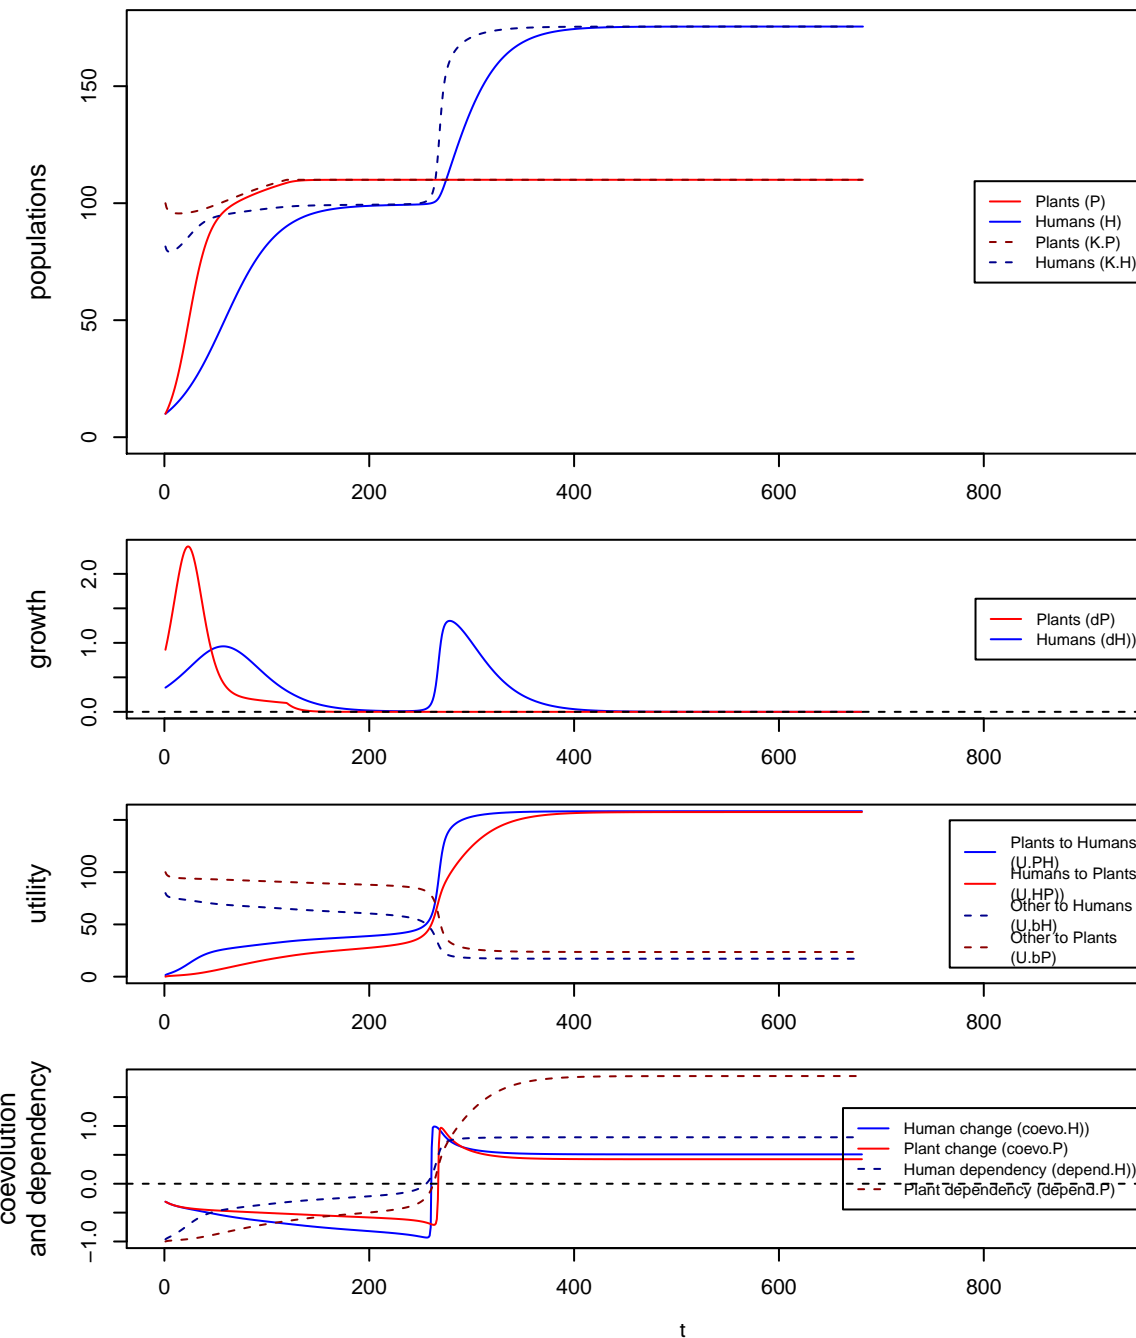 populations
0
50
100
150
0
200
400
600
800
Plants (P)
Humans (H)
Plants (K.P)
Humans (K.H)
growth
0.0
1.0
2.0
0
200
400
600
800
Plants (dP)
Humans (dH))
utility
0
50
100
0
200
400
600
800
Plants to Humans
(U.PH)
Humans to Plants
(U.HP))
Other to Humans
(U.bH)
Other to Plants
(U.bP)
coevolution
and dependency
−1.0
0.0
1.0
0
200
400
600
800
Human change (coevo.H))
Plant change (coevo.P)
Human dependency (depend.H))
Plant dependency (depend.P)
t